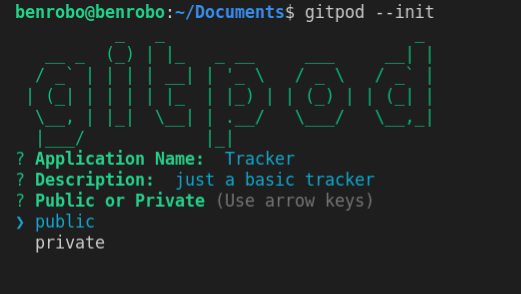 benrobo@benrobo:~/Documents$ gitpod --init
gitpod
? Application Name: Tracker
? Description: just a basic tracker
? Public or Private (Use arrow keys)
❯ public
private